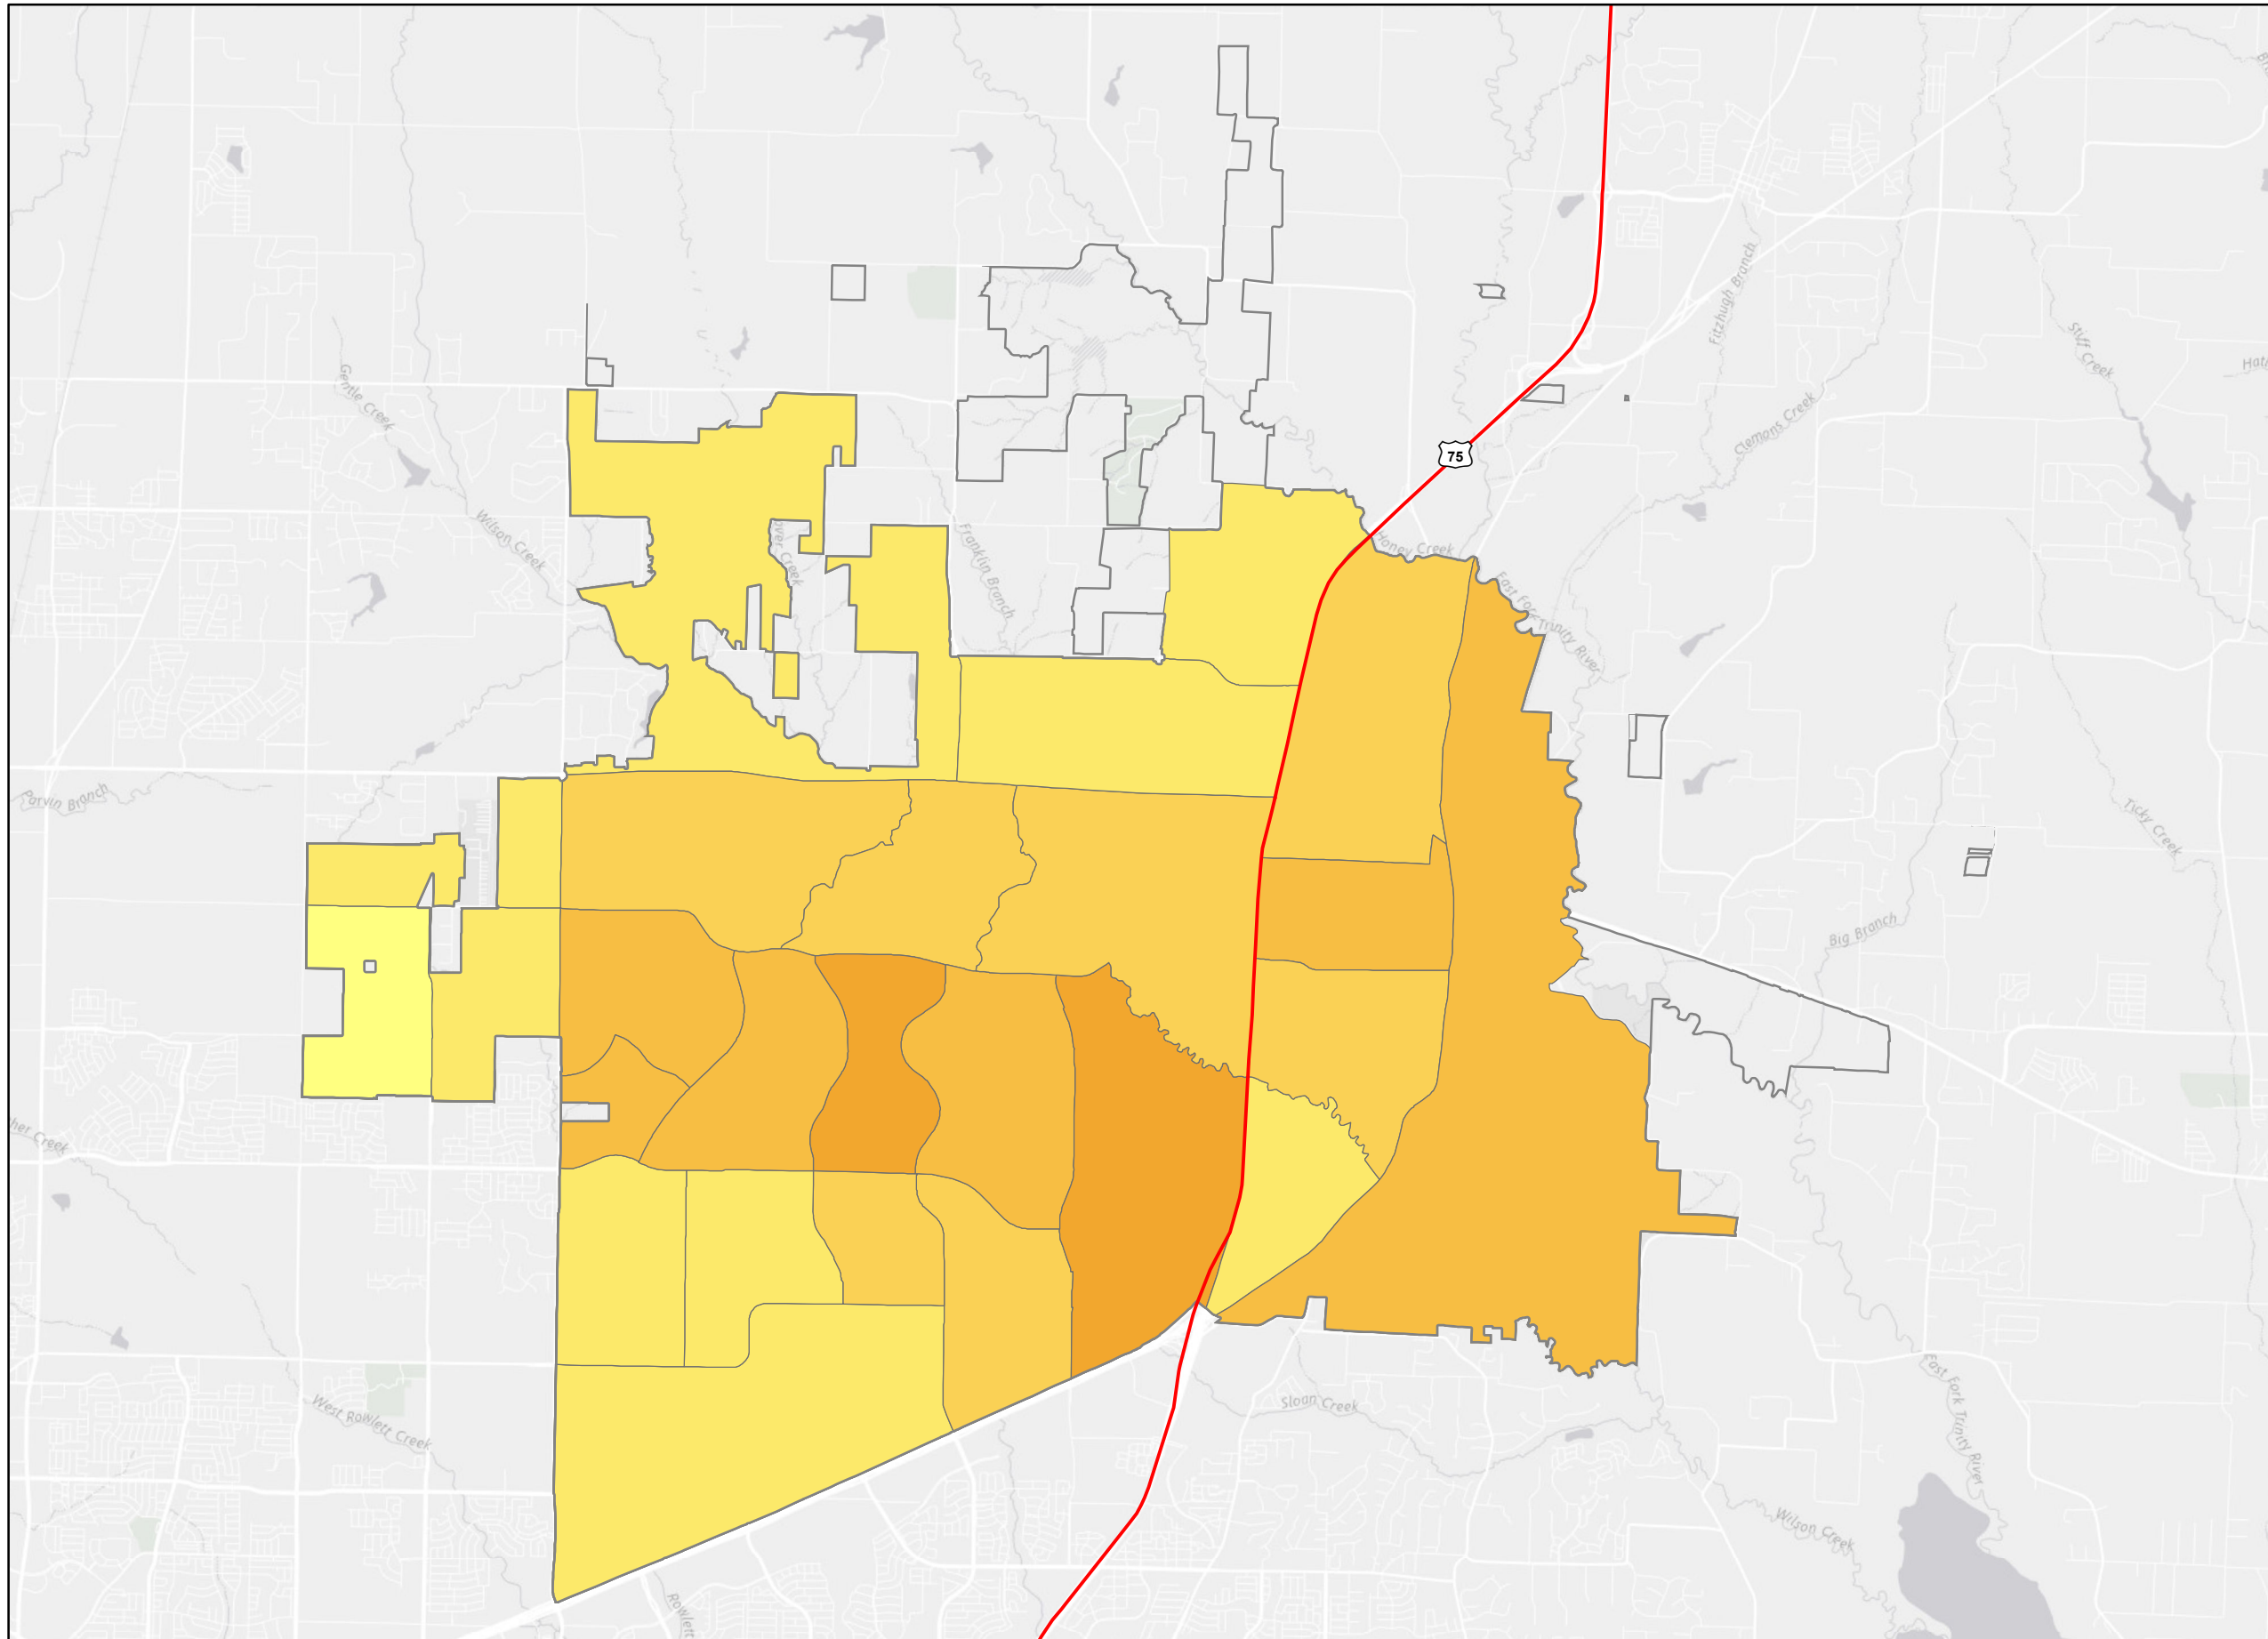 Fitzhugh Branch
Stiff Creek
Gentle Creek
Clemons Creek
75
Wilson Creek
Franklin Branch
Honey Creek
East Fork Trinity River
Parvin Branch
Ticky Creek
Big Branch
West Rowlett Creek
Sloan Creek
East Fork Trinity River
Wilson Creek
Rowlett